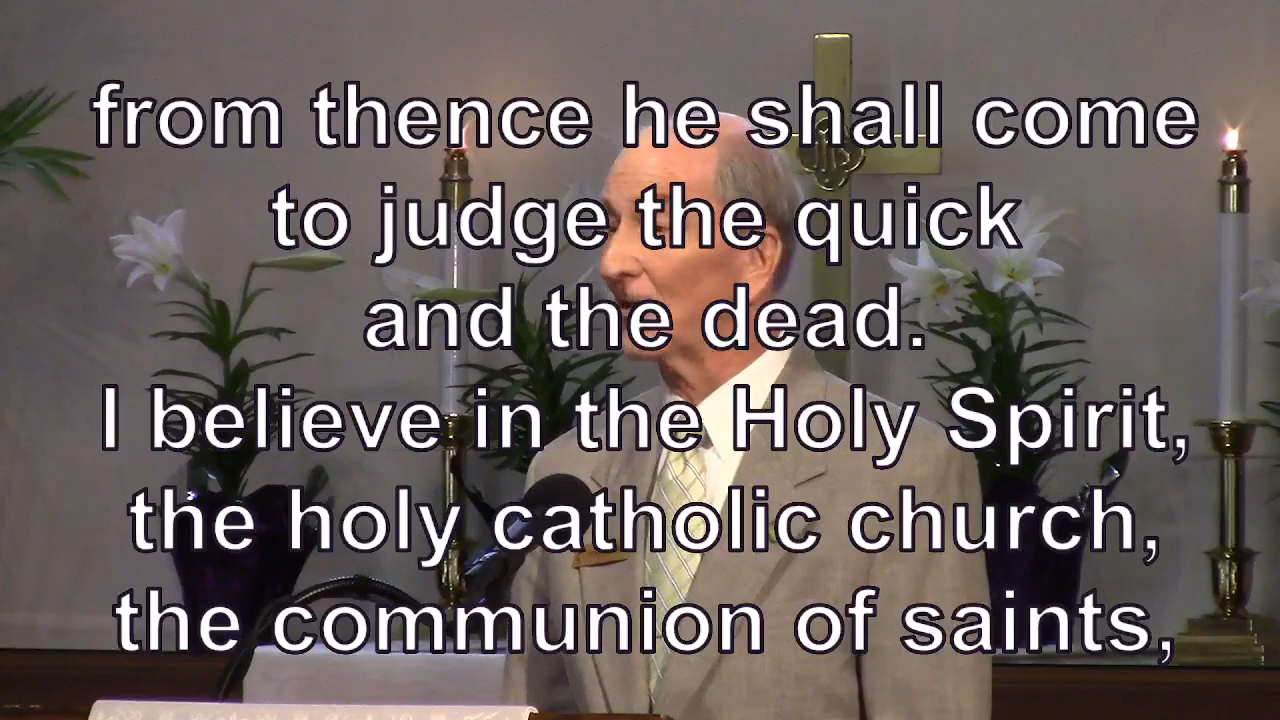 from thence he shall come
to judge the quick
and the dead.
I believe in the Holy Spirit,
the holy catholic church,
the communion of saints,